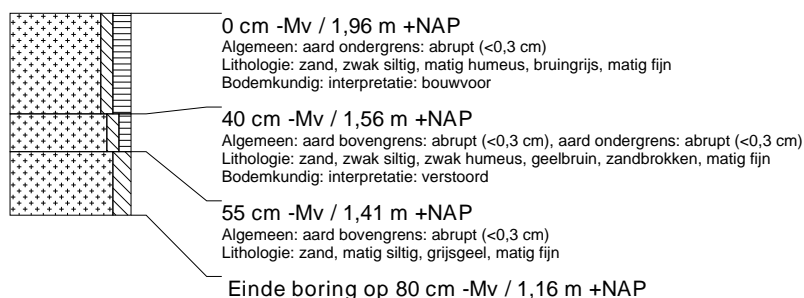 0 cm -Mv / 1,96 m +NAP
Algemeen: aard ondergrens: abrupt (<0,3 cm)
Lithologie: zand, zwak siltig, matig humeus, bruingrijs, matig fijn
Bodemkundig: interpretatie: bouwvoor
40 cm -Mv / 1,56 m +NAP
Algemeen: aard bovengrens: abrupt (<0,3 cm), aard ondergrens: abrupt (<0,3 cm)
Lithologie: zand, zwak siltig, zwak humeus, geelbruin, zandbrokken, matig fijn
Bodemkundig: interpretatie: verstoord
55 cm -Mv / 1,41 m +NAP
Algemeen: aard bovengrens: abrupt (<0,3 cm)
Lithologie: zand, matig siltig, grijsgeel, matig fijn
Einde boring op 80 cm -Mv / 1,16 m +NAP